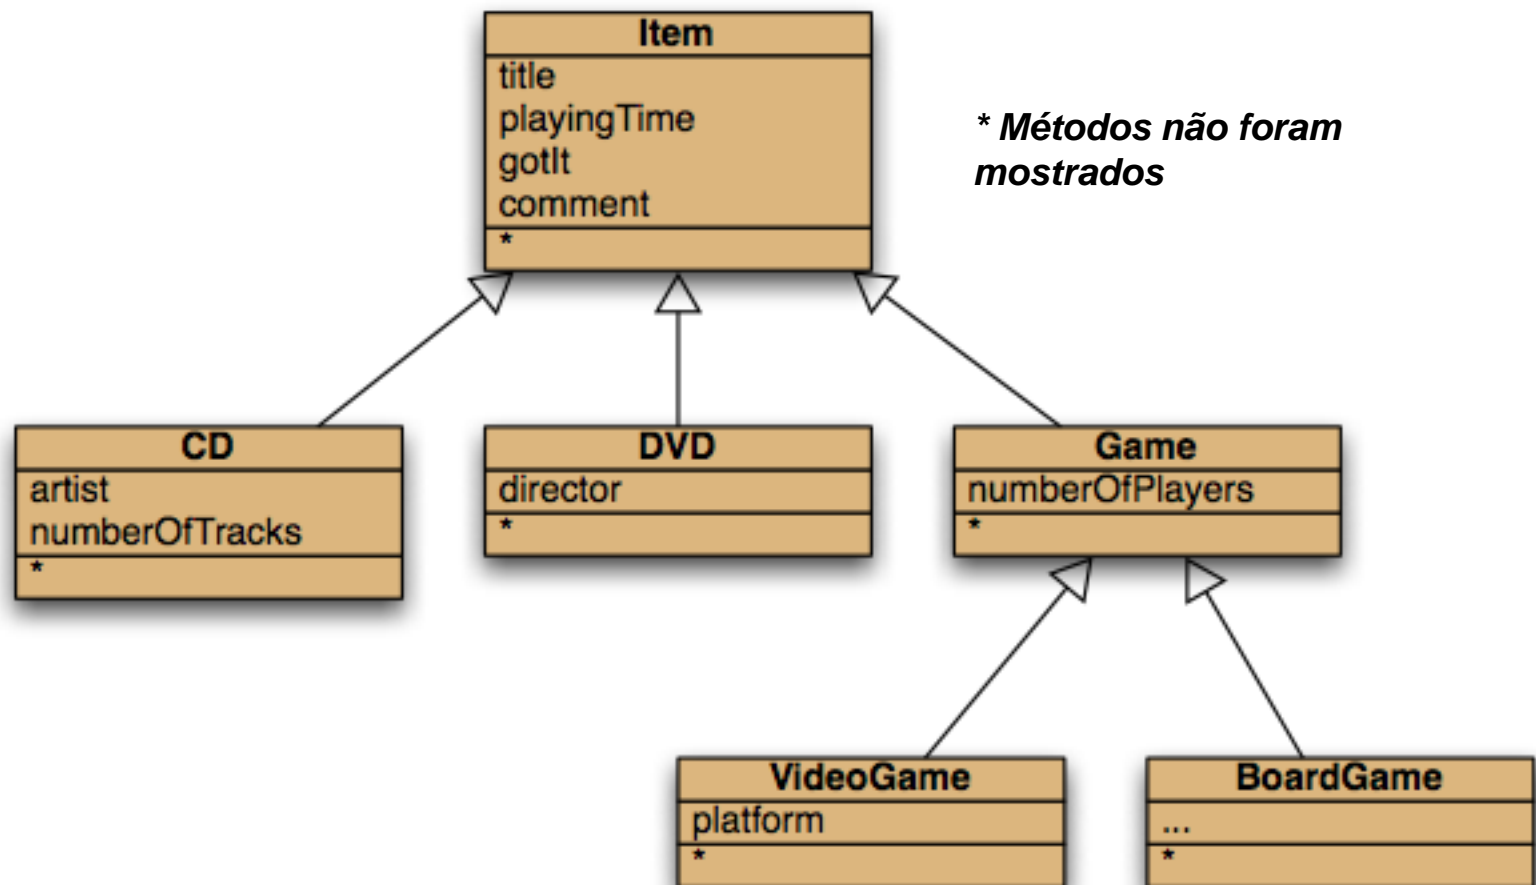 Item
title
playingTime
gotIt
comment
*
* Métodos não foram
mostrados
CD
artist
numberOfTracks
*
DVD
director
*
Game
numberOfPlayers
*
VideoGame
platform
*
BoardGame
...
*